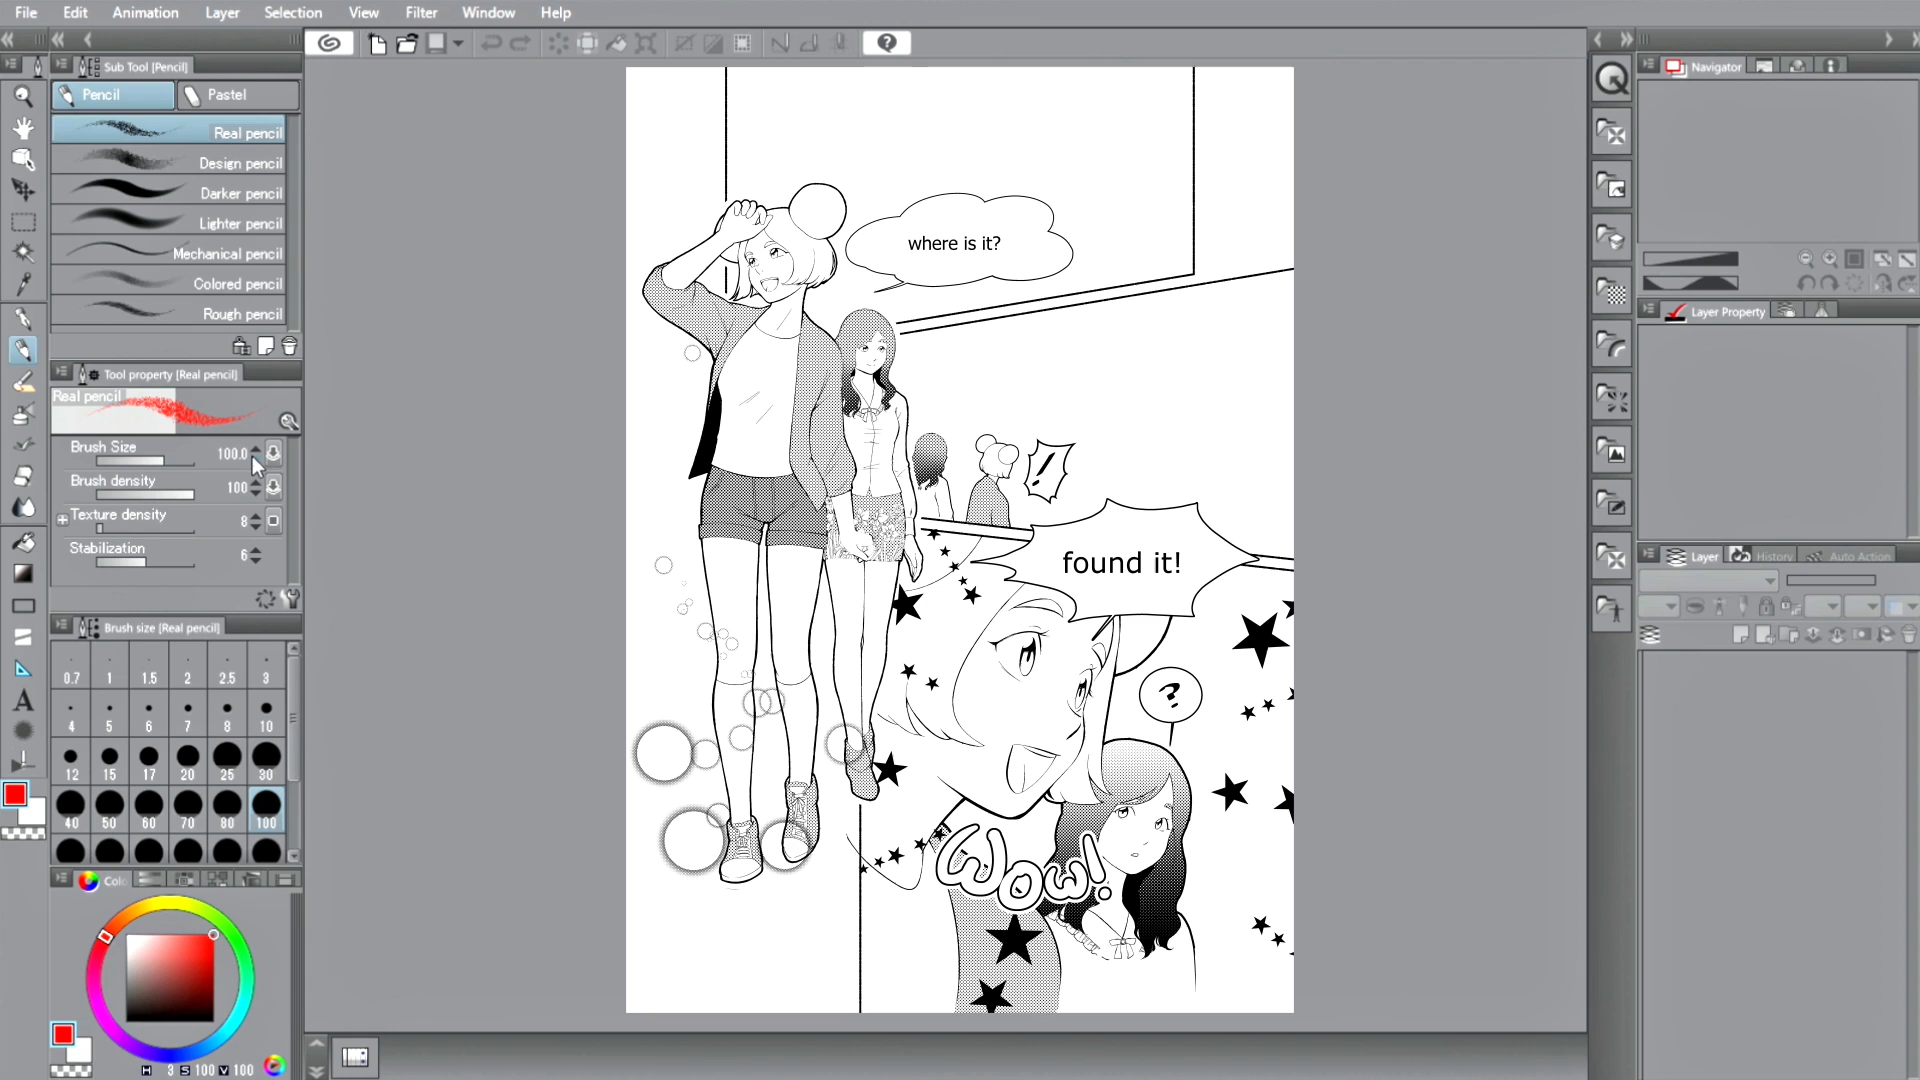 File Edit Animation Layer Selection View Filter Window Help
Sub Tool [Pencil]
Pencil Pastel
Real pencil
Design pencil
Darker pencil
Lighter pencil
Mechanical pencil
Colored pencil
Rough pencil
Tool property [Real pencil]
Real pencil
Brush Size 100.0
Brush density 100
Texture density 8
Stabilization 6
Brush size [Real pencil]
0.7 1 1.5 2 2.5 3
4 5 6 7 8 10
12 15 17 20 25 30
40 50 60 70 80 100
Colo
H 3 S 100 V 100
where is it?
!
found it!
?
Wow!
Navigator
Layer Property
Layer History Auto Action